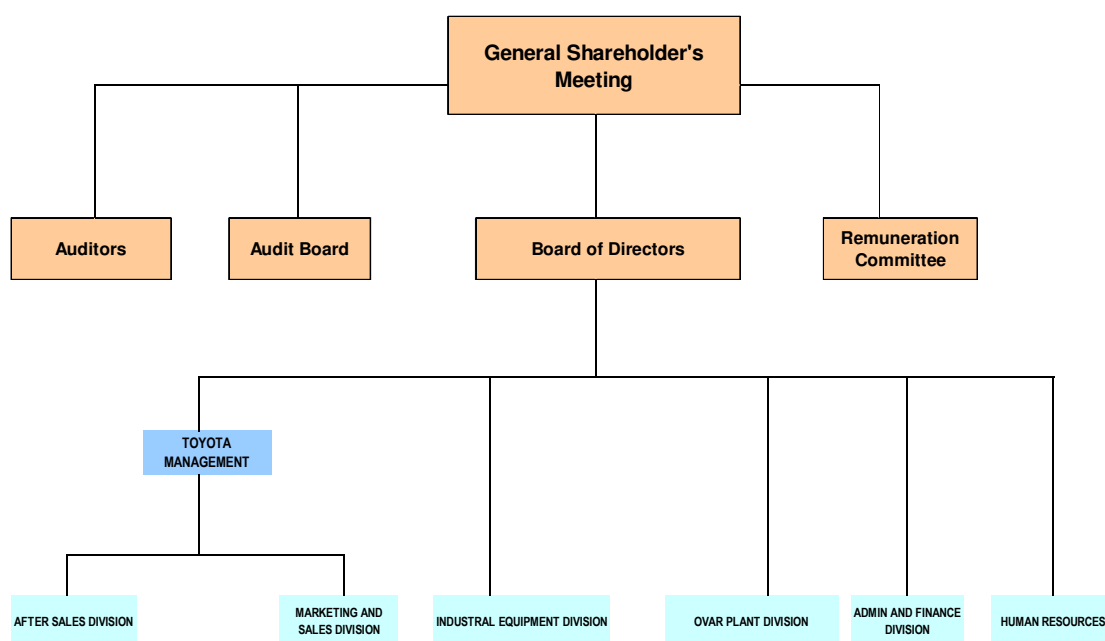 General Shareholder's
Meeting
Auditors
Audit Board
Board of Directors
Remuneration
Committee
TOYOTA
MANAGEMENT
AFTER SALES DIVISION
MARKETING AND
SALES DIVISION
INDUSTRAL EQUIPMENT DIVISION
OVAR PLANT DIVISION
ADMIN AND FINANCE
DIVISION
HUMAN RESOURCES